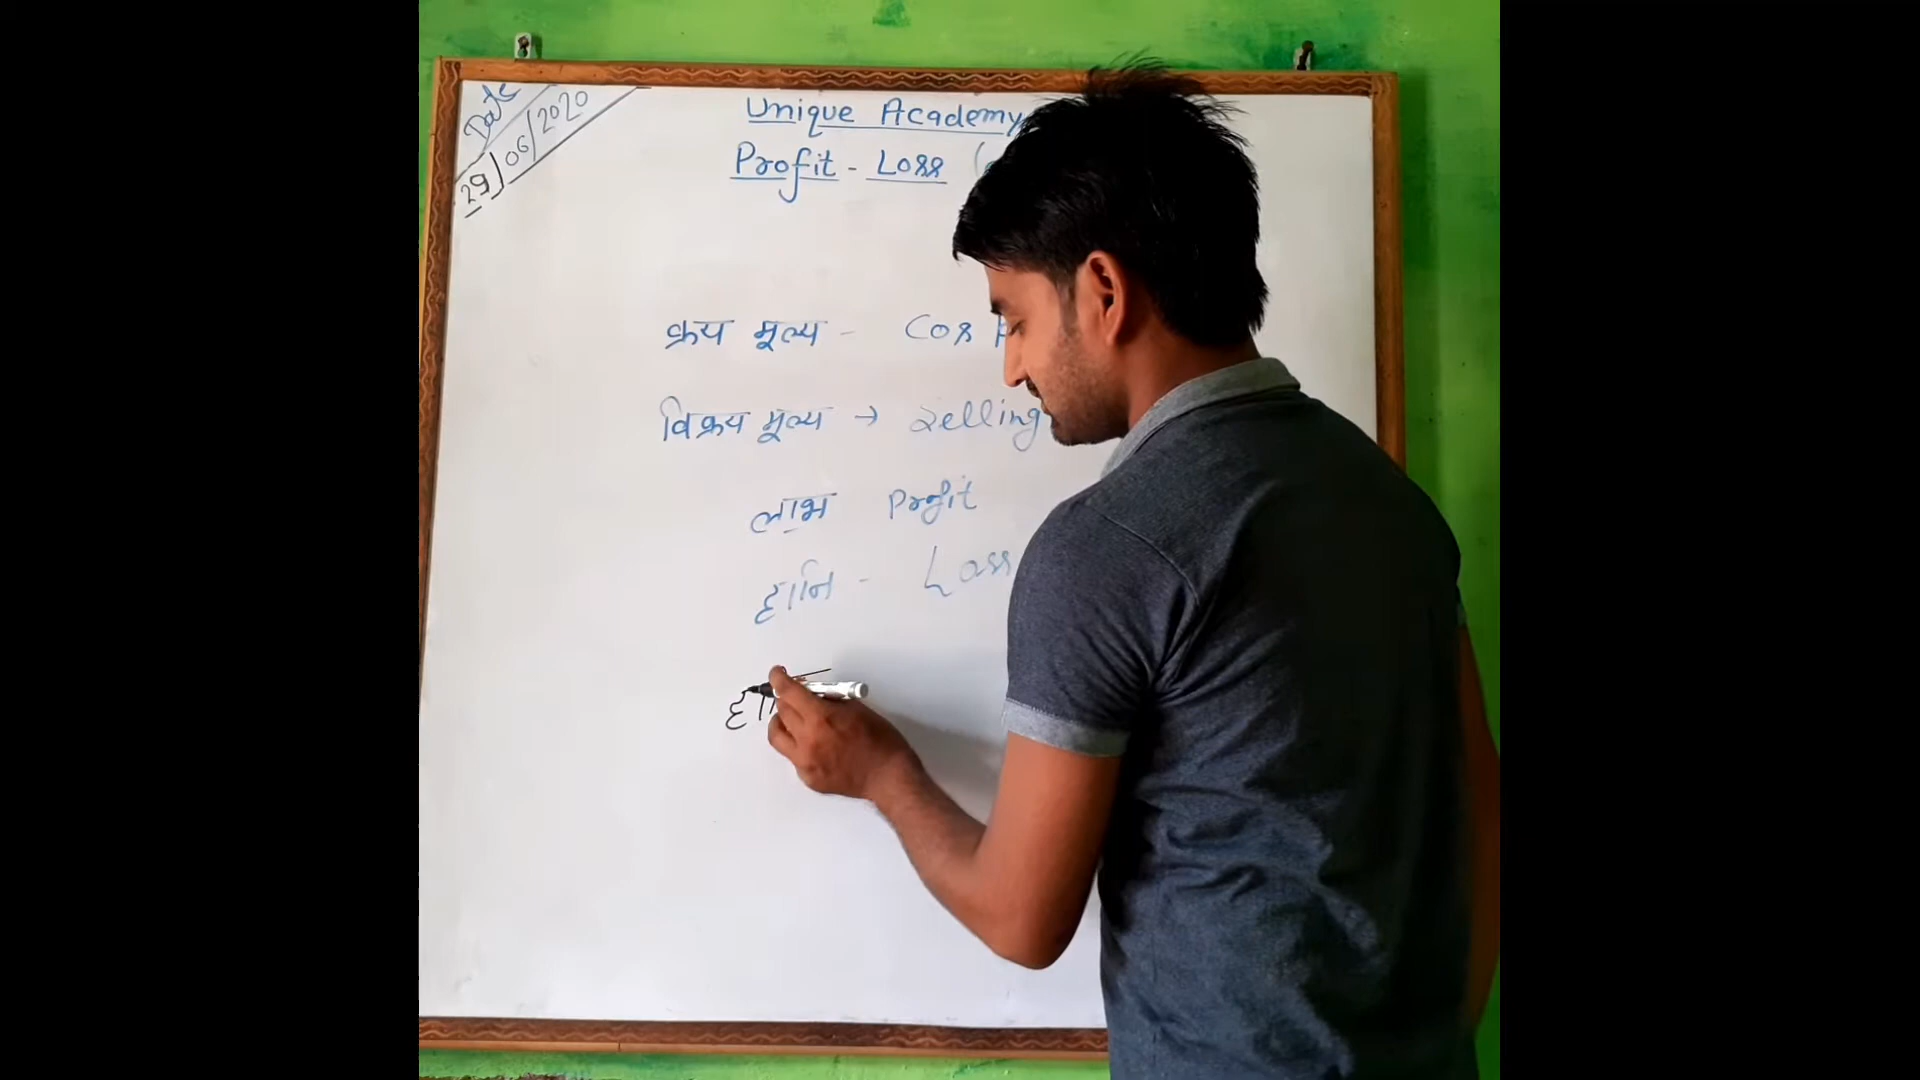 Date
29/06/2020
Unique Academy
Profit - Loss
क्रय मूल्य - Cos
विक्रय मूल्य → Selling
लाभ Profit
हानि - Loss